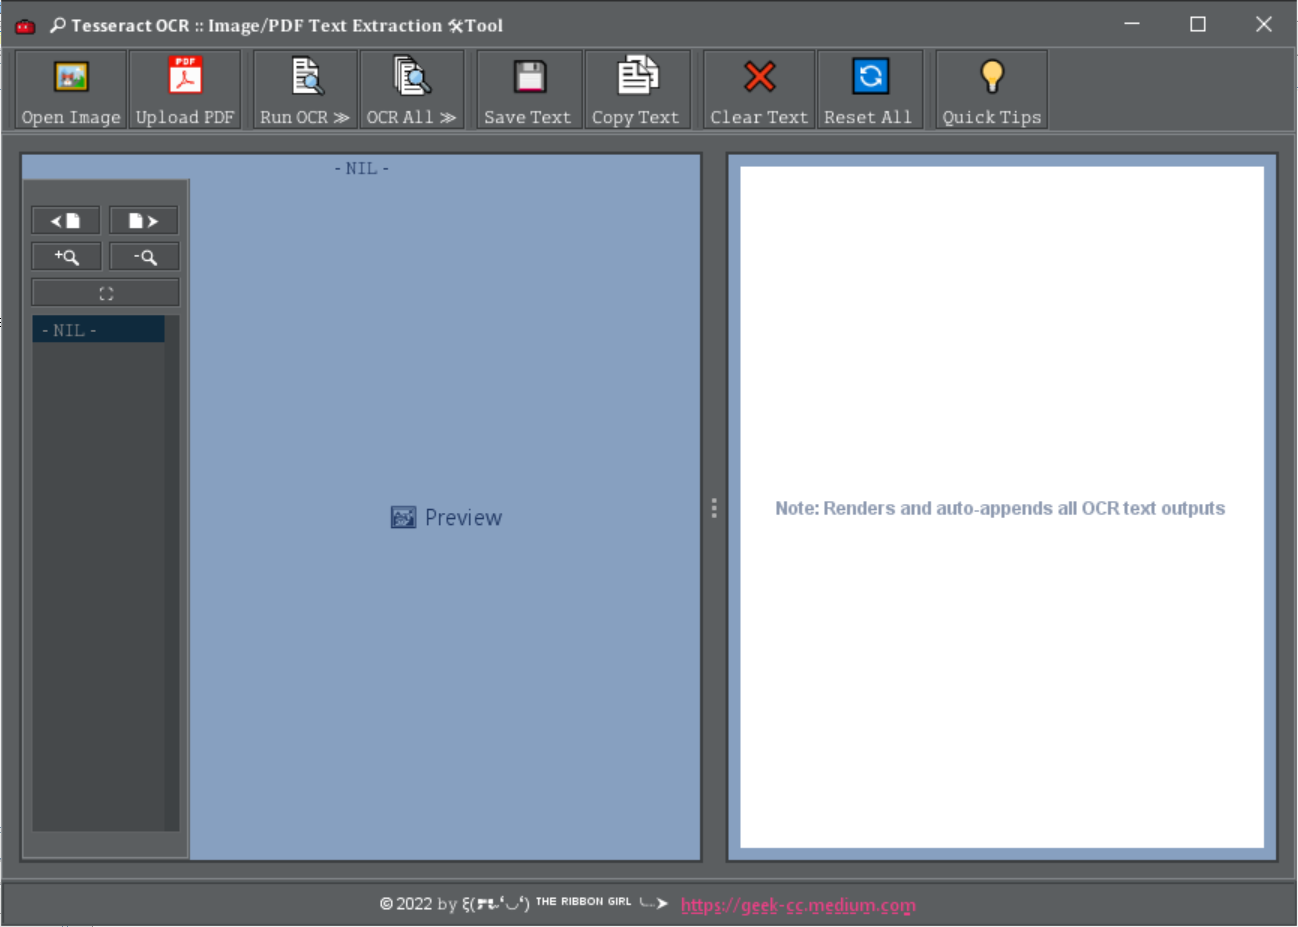 Tesseract OCR :: Image/PDF Text Extraction 🛠Tool
Open Image
Upload PDF
Run OCR ≫
OCR All ≫
Save Text
Copy Text
Clear Text
Reset All
Quick Tips
- NIL -
- NIL -
Preview
Note: Renders and auto-appends all OCR text outputs
© 2022 by THE RIBBON GIRL https://geek-cc.medium.com